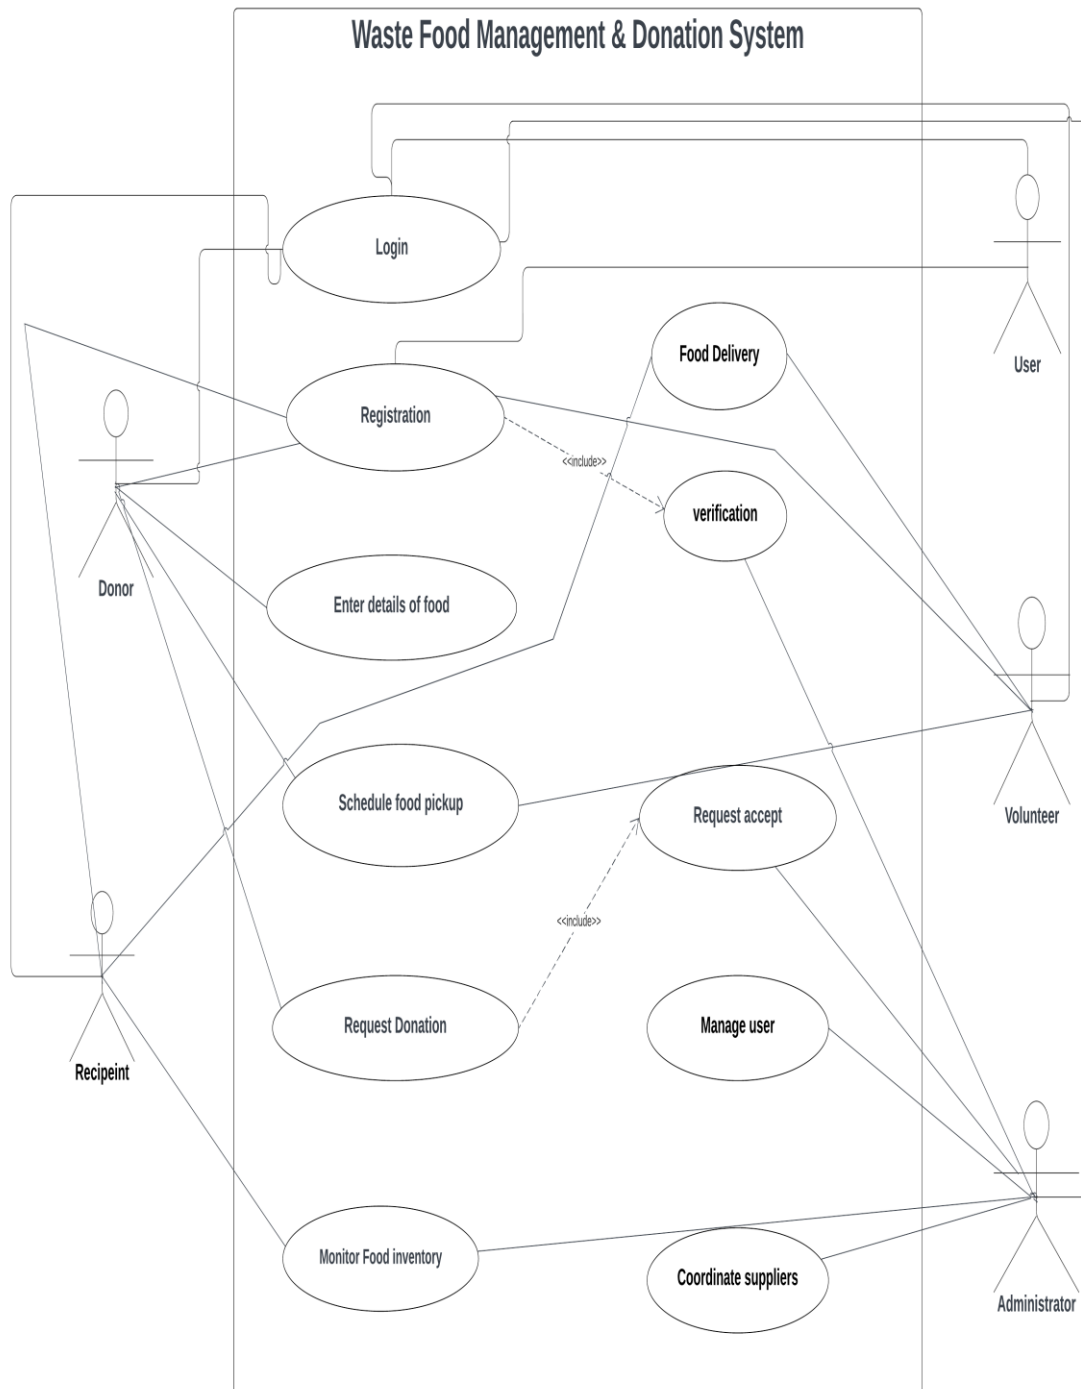 Waste Food Management & Donation System
Login
User
Food Delivery
Registration
<<include>>
verification
Donor
Enter details of food
Schedule food pickup
Request accept
Volunteer
<<include>>
Request Donation
Manage user
Recipeint
Monitor Food inventory
Coordinate suppliers
Administrator